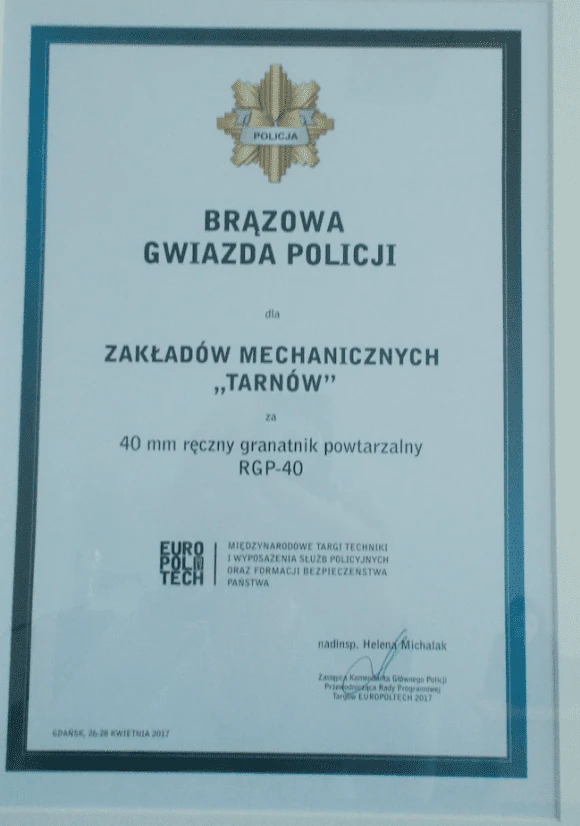 POLICJA
BRĄZOWA
GWIAZDA POLICJI
dla
ZAKŁADÓW MECHANICZNYCH
„TARNÓW”
za
40 mm ręczny granatnik powtarzalny
RGP-40
EURO
POL
TECH
MIĘDZYNARODOWE TARGI TECHNIKI
I WYPOSAŻENIA SŁUŻB POLICYJNYCH
ORAZ FORMACJI BEZPIECZEŃSTWA
PAŃSTWA
nadinsp. Helena Michalak
Zastępca Komendanta Głównego Policji
Przewodnicząca Rady Programowej
Targów EUROPOLTECH 2017
GDAŃSK, 26-28 KWIETNIA 2017